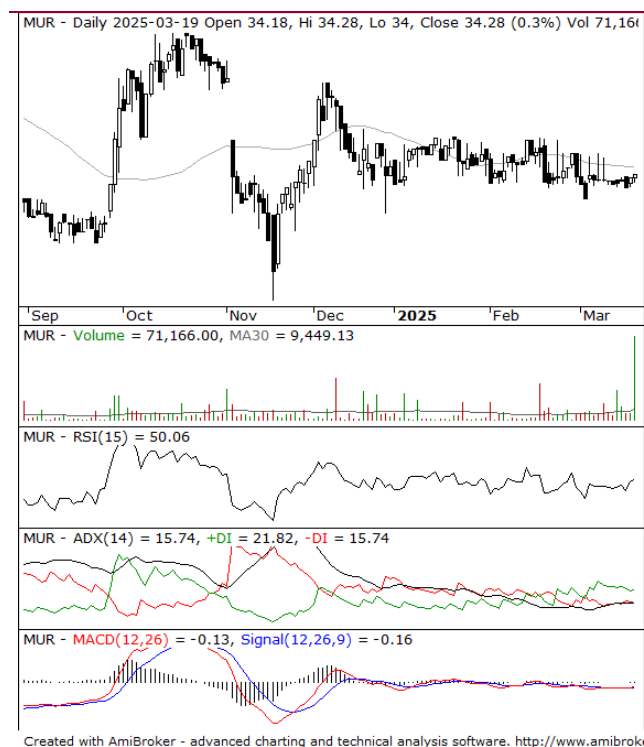 MUR - Daily 2025-03-19 Open 34.18, Hi 34.28, Lo 34, Close 34.28 (0.3%) Vol 71,166
Sep Oct Nov Dec 2025 Feb Mar
MUR - Volume = 71,166.00, MA30 = 9,449.13
MUR - RSI(15) = 50.06
MUR - ADX(14) = 15.74, +DI = 21.82, -DI = 15.74
MUR - MACD(12,26) = -0.13, Signal(12,26,9) = -0.16
Created with AmiBroker - advanced charting and technical analysis software. http://www.amibrok